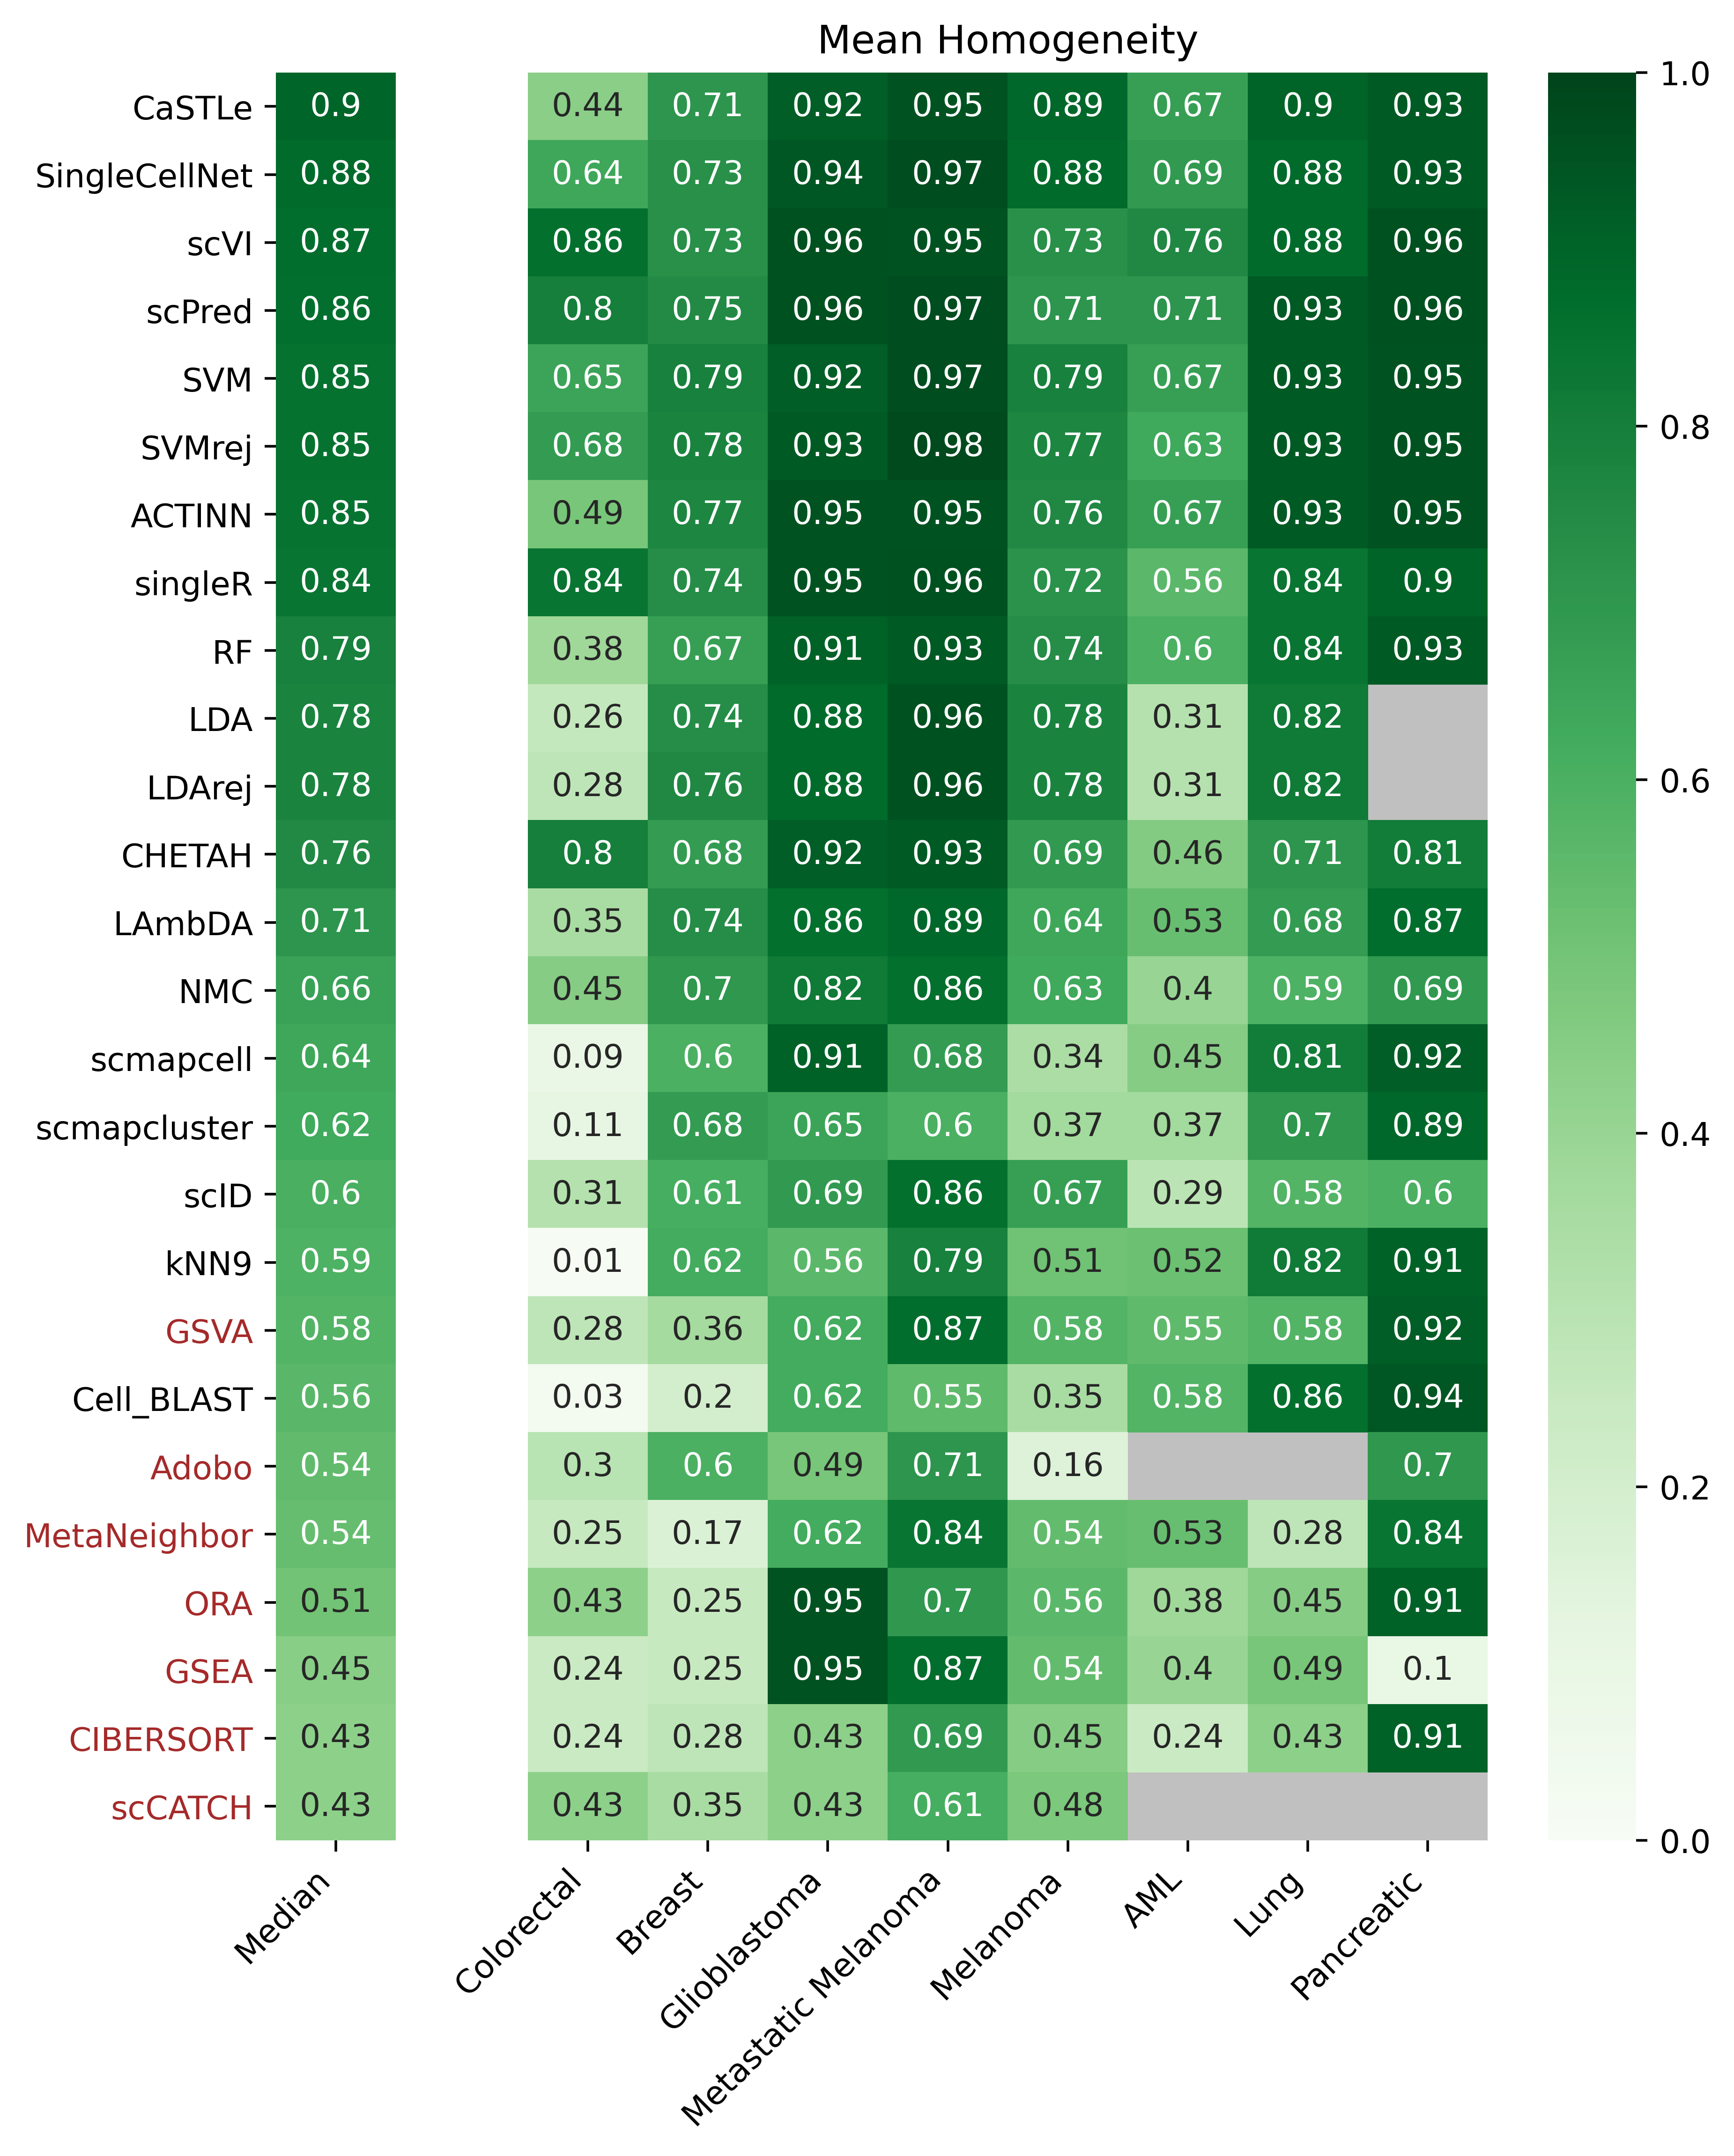 Mean Homogeneity
CaSTLe 0.9 0.44 0.71 0.92 0.95 0.89 0.67 0.9 0.93
SingleCellNet 0.88 0.64 0.73 0.94 0.97 0.88 0.69 0.88 0.93
scVI 0.87 0.86 0.73 0.96 0.95 0.73 0.76 0.88 0.96
scPred 0.86 0.8 0.75 0.96 0.97 0.71 0.71 0.93 0.96
SVM 0.85 0.65 0.79 0.92 0.97 0.79 0.67 0.93 0.95
SVMrej 0.85 0.68 0.78 0.93 0.98 0.77 0.63 0.93 0.95
ACTINN 0.85 0.49 0.77 0.95 0.95 0.76 0.67 0.93 0.95
singleR 0.84 0.84 0.74 0.95 0.96 0.72 0.56 0.84 0.9
RF 0.79 0.38 0.67 0.91 0.93 0.74 0.6 0.84 0.93
LDA 0.78 0.26 0.74 0.88 0.96 0.78 0.31 0.82
LDArej 0.78 0.28 0.76 0.88 0.96 0.78 0.31 0.82
CHETAH 0.76 0.8 0.68 0.92 0.93 0.69 0.46 0.71 0.81
LAmbDA 0.71 0.35 0.74 0.86 0.89 0.64 0.53 0.68 0.87
NMC 0.66 0.45 0.7 0.82 0.86 0.63 0.4 0.59 0.69
scmapcell 0.64 0.09 0.6 0.91 0.68 0.34 0.45 0.81 0.92
scmapcluster 0.62 0.11 0.68 0.65 0.6 0.37 0.37 0.7 0.89
scID 0.6 0.31 0.61 0.69 0.86 0.67 0.29 0.58 0.6
kNN9 0.59 0.01 0.62 0.56 0.79 0.51 0.52 0.82 0.91
GSVA 0.58 0.28 0.36 0.62 0.87 0.58 0.55 0.58 0.92
Cell_BLAST 0.56 0.03 0.2 0.62 0.55 0.35 0.58 0.86 0.94
Adobo 0.54 0.3 0.6 0.49 0.71 0.16 0.7
MetaNeighbor 0.54 0.25 0.17 0.62 0.84 0.54 0.53 0.28 0.84
ORA 0.51 0.43 0.25 0.95 0.7 0.56 0.38 0.45 0.91
GSEA 0.45 0.24 0.25 0.95 0.87 0.54 0.4 0.49 0.1
CIBERSORT 0.43 0.24 0.28 0.43 0.69 0.45 0.24 0.43 0.91
scCATCH 0.43 0.43 0.35 0.43 0.61 0.48
Median Colorectal Breast Glioblastoma Metastatic Melanoma Melanoma AML Lung Pancreatic
1.0
0.8
0.6
0.4
0.2
0.0